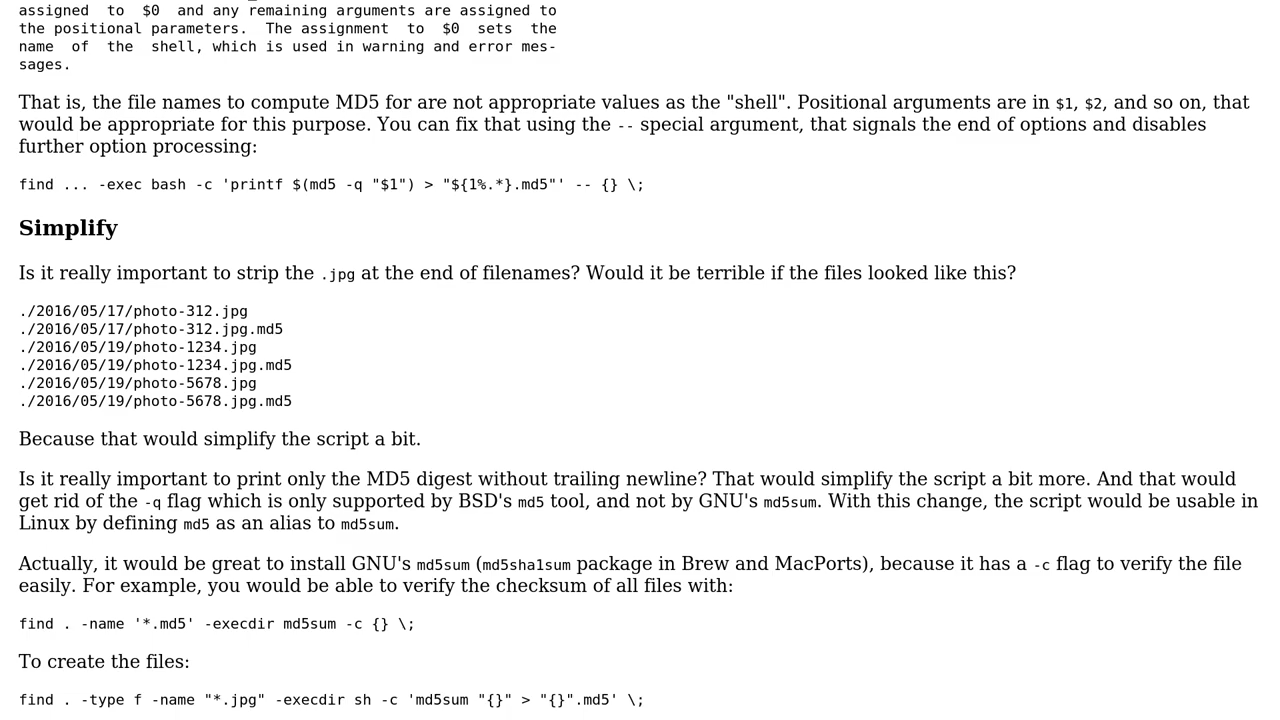 assigned  to  $0  and any remaining arguments are assigned to
the positional parameters.  The assignment  to  $0  sets  the
name  of  the  shell, which is used in warning and error mes-
sages.
That is, the file names to compute MD5 for are not appropriate values as the "shell". Positional arguments are in $1, $2, and so on, that
would be appropriate for this purpose. You can fix that using the -- special argument, that signals the end of options and disables
further option processing:
find ... -exec bash -c 'printf $(md5 -q "$1") > "${1%.*}.md5"' -- {} \;
Simplify
Is it really important to strip the .jpg at the end of filenames? Would it be terrible if the files looked like this?
./2016/05/17/photo-312.jpg
./2016/05/17/photo-312.jpg.md5
./2016/05/19/photo-1234.jpg
./2016/05/19/photo-1234.jpg.md5
./2016/05/19/photo-5678.jpg
./2016/05/19/photo-5678.jpg.md5
Because that would simplify the script a bit.
Is it really important to print only the MD5 digest without trailing newline? That would simplify the script a bit more. And that would
get rid of the -q flag which is only supported by BSD's md5 tool, and not by GNU's md5sum. With this change, the script would be usable in
Linux by defining md5 as an alias to md5sum.
Actually, it would be great to install GNU's md5sum (md5sha1sum package in Brew and MacPorts), because it has a -c flag to verify the file
easily. For example, you would be able to verify the checksum of all files with:
find . -name '*.md5' -execdir md5sum -c {} \;
To create the files:
find . -type f -name "*.jpg" -execdir sh -c 'md5sum "{}" > "{}".md5' \;